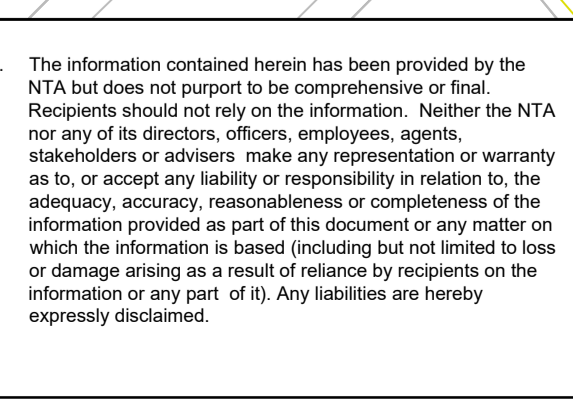 . The information contained herein has been provided by the
NTA but does not purport to be comprehensive or final.
Recipients should not rely on the information.  Neither the NTA
nor any of its directors, officers, employees, agents,
stakeholders or advisers  make any representation or warranty
as to, or accept any liability or responsibility in relation to, the
adequacy, accuracy, reasonableness or completeness of the
information provided as part of this document or any matter on
which the information is based (including but not limited to loss
or damage arising as a result of reliance by recipients on the
information or any part  of it). Any liabilities are hereby
expressly disclaimed.